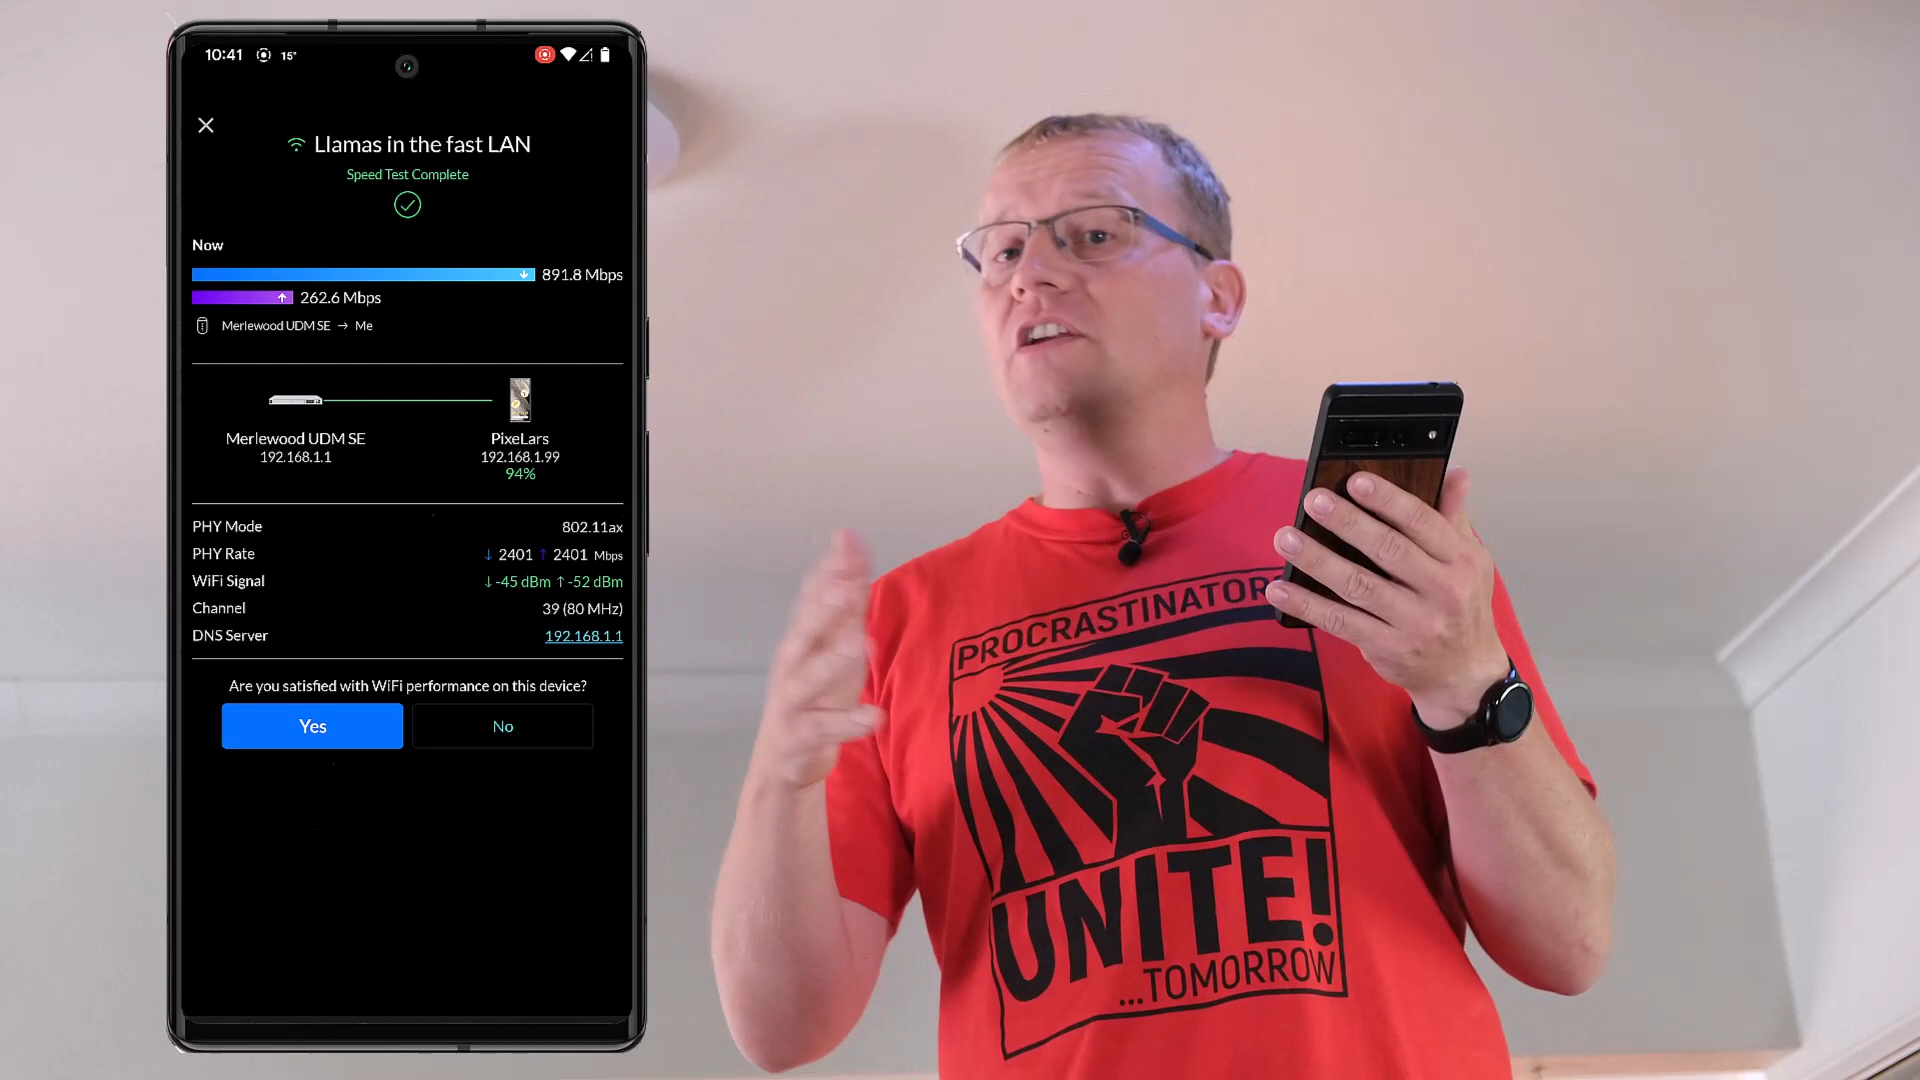 10:41 15°
Llamas in the fast LAN
Speed Test Complete
Now
891.8 Mbps
262.6 Mbps
Merlewood UDM SE → Me
Merlewood UDM SE
192.168.1.1
PixeLars
192.168.1.99
94%
PHY Mode 802.11ax
PHY Rate ↓ 2401 ↑ 2401 Mbps
WiFi Signal ↓ -45 dBm ↑ -52 dBm
Channel 39 (80 MHz)
DNS Server 192.168.1.1
Are you satisfied with WiFi performance on this device?
Yes No
PROCRASTINATOR
UNITE!
...TOMORROW